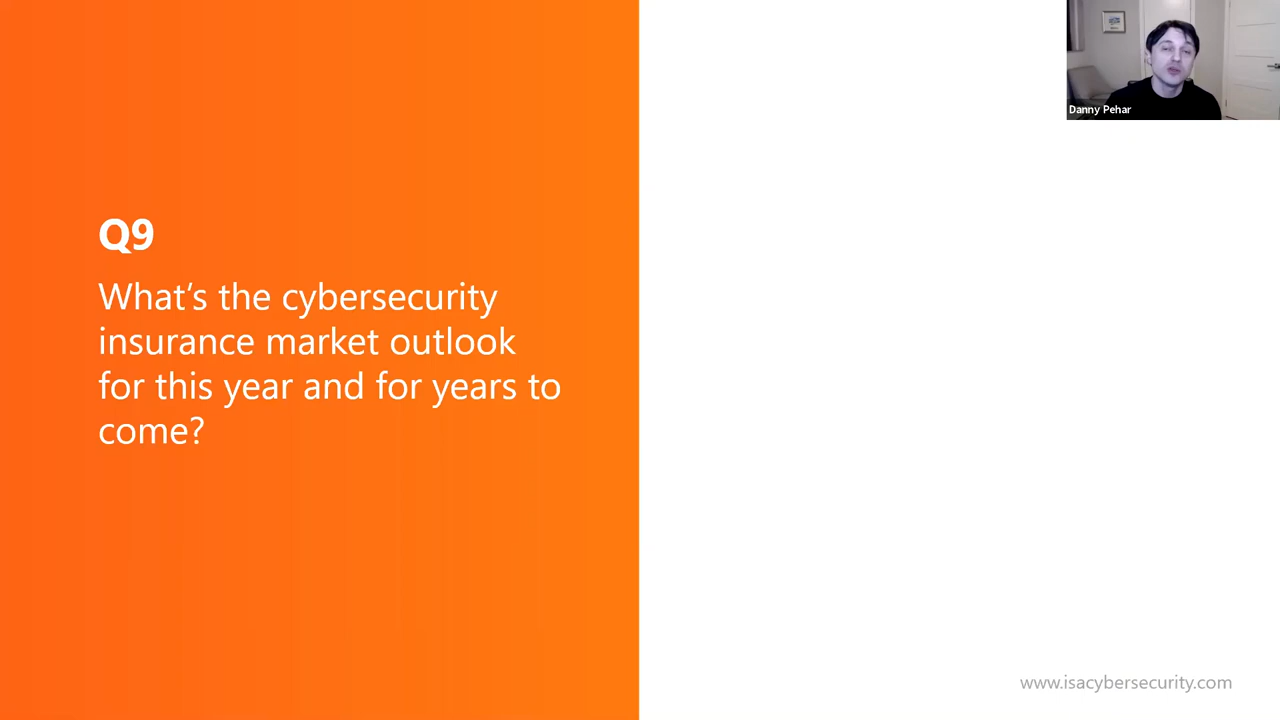 Danny Pehar
Q9
What's the cybersecurity
insurance market outlook
for this year and for years to
come?
www.isacybersecurity.com